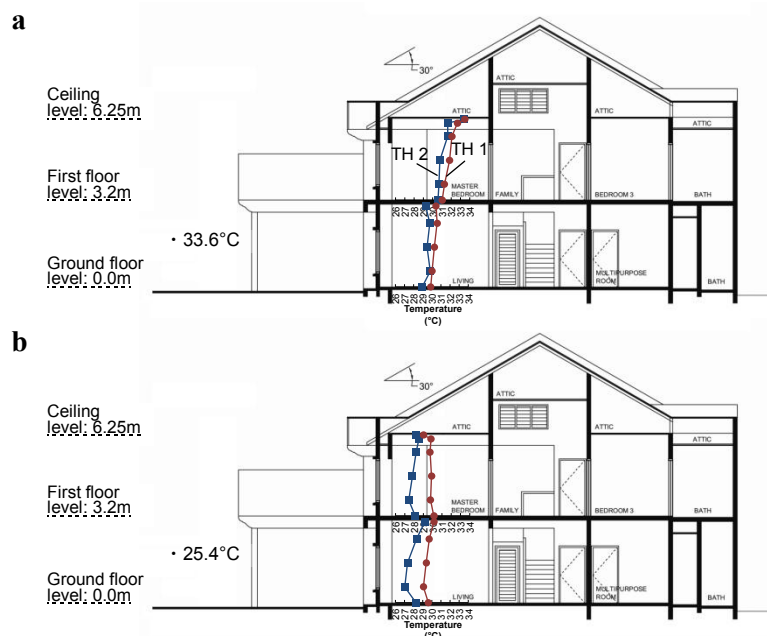 a
30°
Ceiling
level: 6.25m
ATTIC
ATTIC
ATTIC
ATTIC
TH 2
TH 1
First floor
level: 3.2m
MASTER
BEDROOM
FAMILY
BEDROOM 3
BATH
26 27 28 29 30 31 32 33 34
33.6°C
Ground floor
level: 0.0m
LIVING
MULTIPURPOSE
ROOM
BATH
26 27 28 29 30 31 32 33 34
Temperature
(°C)
b
30°
Ceiling
level: 6.25m
ATTIC
ATTIC
ATTIC
ATTIC
First floor
level: 3.2m
MASTER
BEDROOM
FAMILY
BEDROOM 3
BATH
26 27 28 29 30 31 32 33 34
25.4°C
Ground floor
level: 0.0m
LIVING
MULTIPURPOSE
ROOM
BATH
26 27 28 29 30 31 32 33 34
Temperature
(°C)